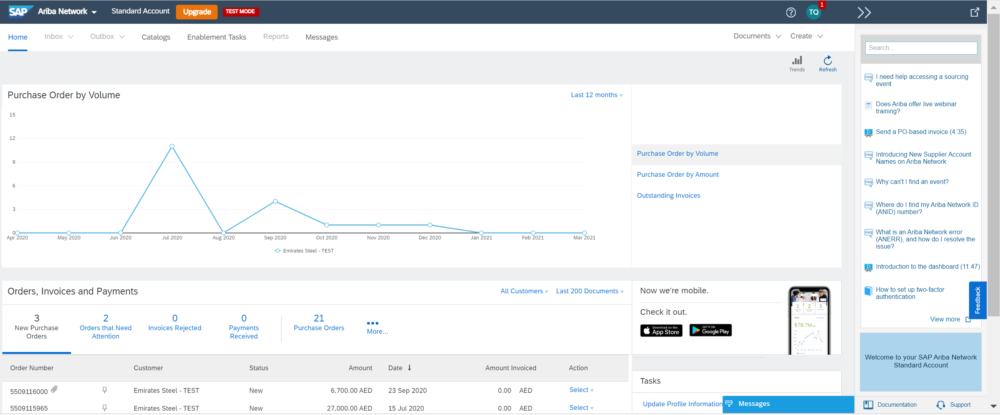 SAP Ariba Network Standard Account Upgrade TEST MODE TQ 1
Home Inbox Outbox Catalogs Enablement Tasks Reports Messages Documents Create
Trends Refresh
Purchase Order by Volume Last 12 months
15
12
9
6
3
0
Apr 2020 May 2020 Jun 2020 Jul 2020 Aug 2020 Sep 2020 Oct 2020 Nov 2020 Dec 2020 Jan 2021 Feb 2021 Mar 2021
Emirates Steel - TEST
Purchase Order by Volume
Purchase Order by Amount
Outstanding Invoices
Orders, Invoices and Payments All Customers Last 200 Documents
3
New Purchase
Orders
2
Orders that Need
Attention
0
Invoices Rejected
0
Payments
Received
21
Purchase Orders
More...
Order Number Customer Status Amount Date Amount Invoiced Action
5509116000 Emirates Steel - TEST New 6,700.00 AED 23 Sep 2020 0.00 AED Select
5509115965 Emirates Steel - TEST New 27,000.00 AED 15 Jul 2020 0.00 AED Select
Now we're mobile.
Check it out.
Download on the
App Store
GET IT ON
Google Play
2 2 5
$79.7M
Tasks
Update Profile Information
Messages
Search...
FAQ I need help accessing a sourcing
event
Does Ariba offer live webinar
training?
Send a PO-based invoice (4:35)
FAQ Introducing New Supplier Account
Names on Ariba Network
FAQ Why can't I find an event?
FAQ Where do I find my Ariba Network ID
(ANID) number?
FAQ What is an Ariba Network error
(ANERR), and how do I resolve the
issue?
Introduction to the dashboard (11:47)
How to set up two-factor
authentication
Feedback
View more
Welcome to your SAP Ariba Network
Standard Account
Documentation Support